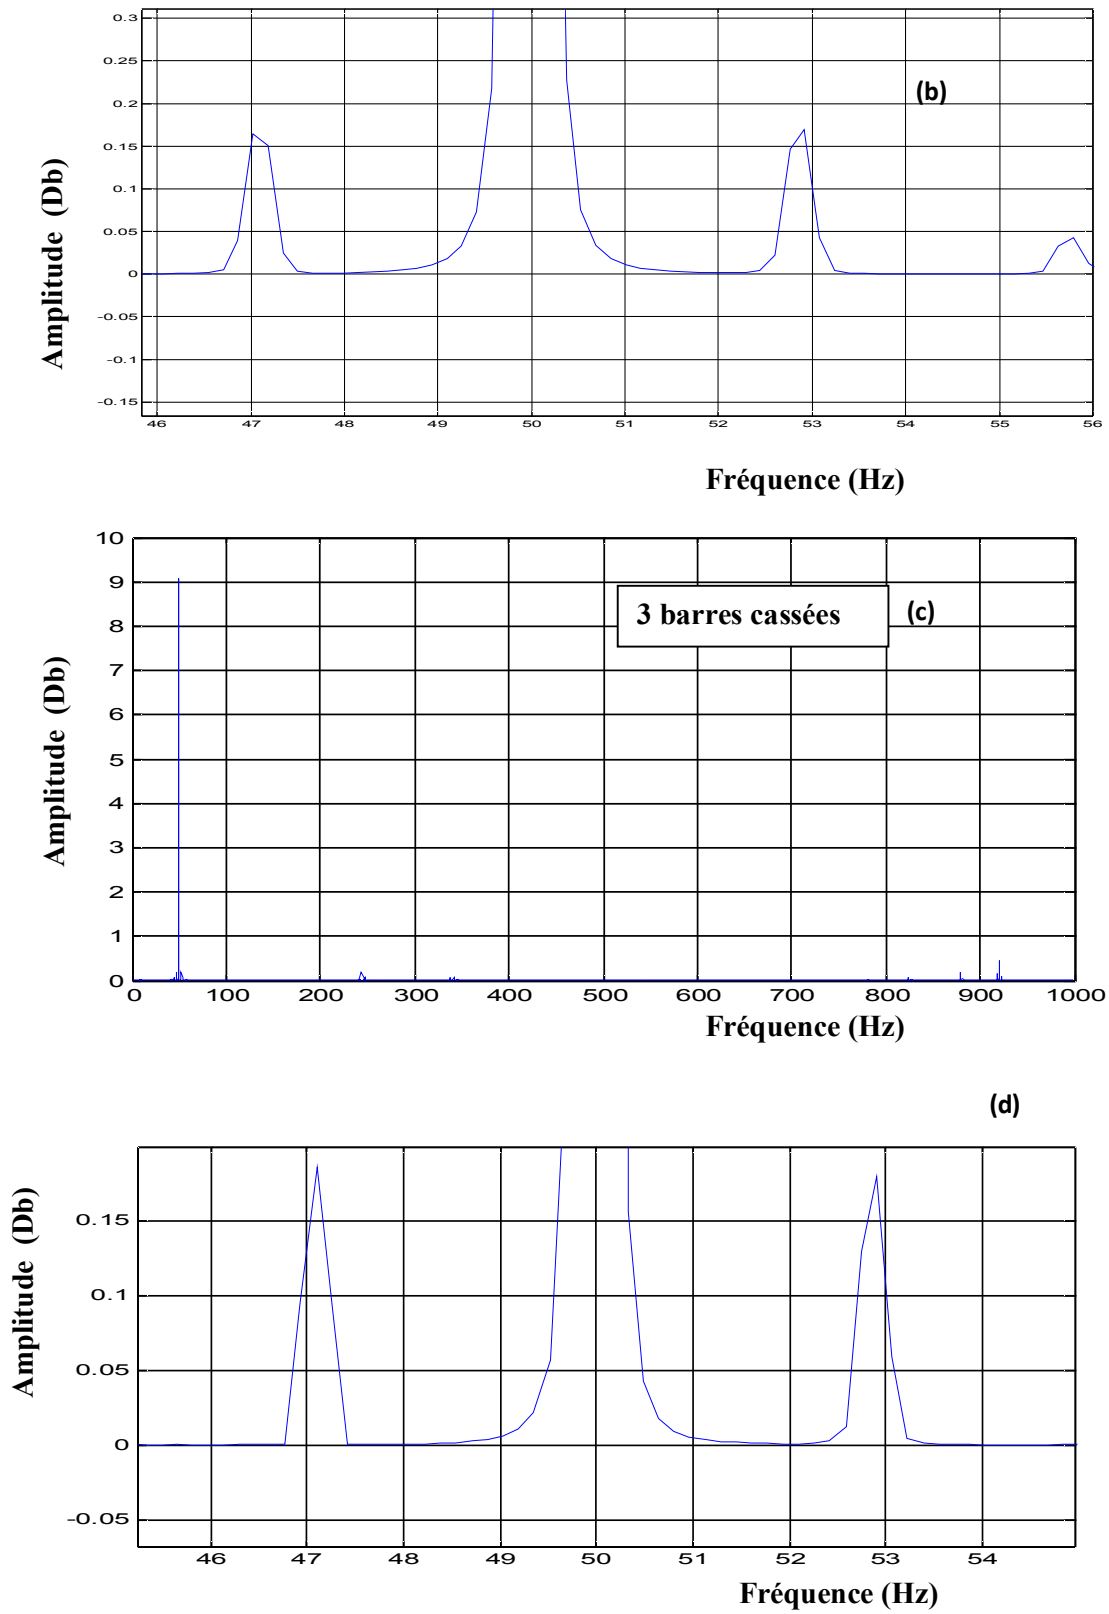 0.3
0.25
0.2
0.15
0.1
0.05
0
-0.05
-0.1
-0.15
(b)
Amplitude (Db)
46 47 48 49 50 51 52 53 54 55 56
Fréquence (Hz)
10
9
8
7
6
5
4
3
2
1
0
3 barres cassées
(c)
Amplitude (Db)
0 100 200 300 400 500 600 700 800 900 1000
Fréquence (Hz)
(d)
0.15
0.1
0.05
0
-0.05
Amplitude (Db)
46 47 48 49 50 51 52 53 54
Fréquence (Hz)